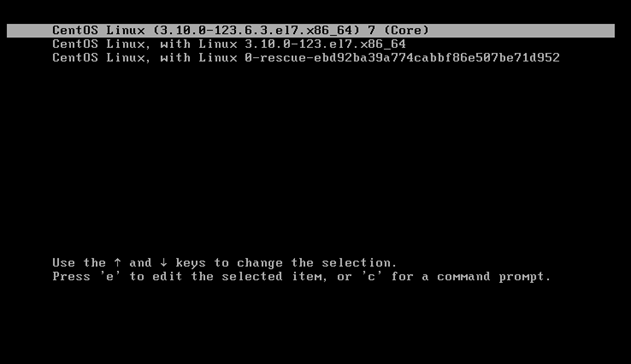 CentOS Linux (3.10.0-123.6.3.el7.x86_64) 7 (Core)
CentOS Linux, with Linux 3.10.0-123.el7.x86_64
CentOS Linux, with Linux 0-rescue-ebd92ba39a774cabbf86e507be71d952
Use the ↑ and ↓ keys to change the selection.
Press 'e' to edit the selected item, or 'c' for a command prompt.